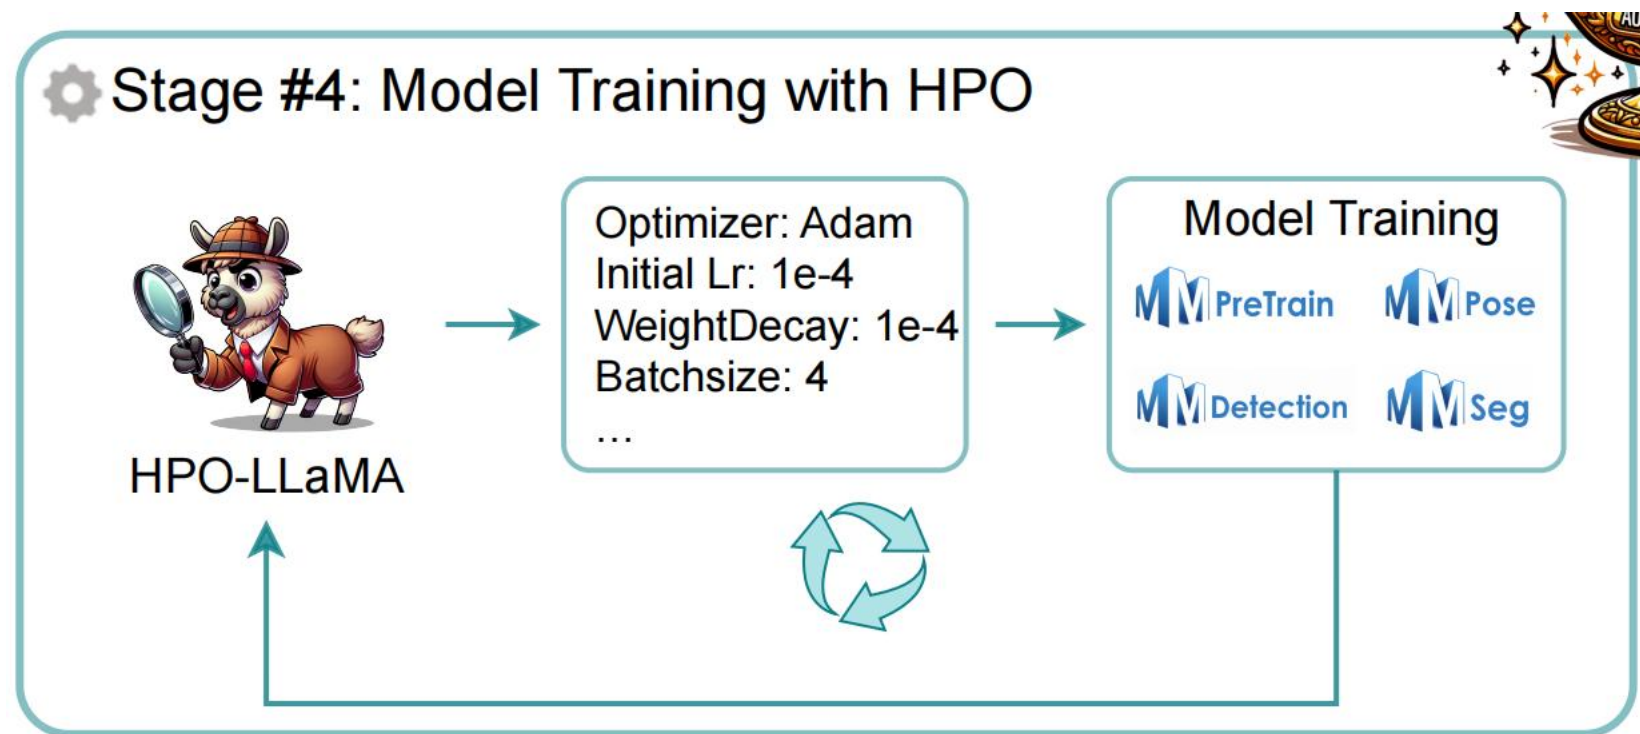 Stage #4: Model Training with HPO
HPO-LLaMA
Optimizer: Adam
Initial Lr: 1e-4
WeightDecay: 1e-4
Batchsize: 4
...
Model Training
MMPreTrain
MMPose
MMDetection
MMSeg